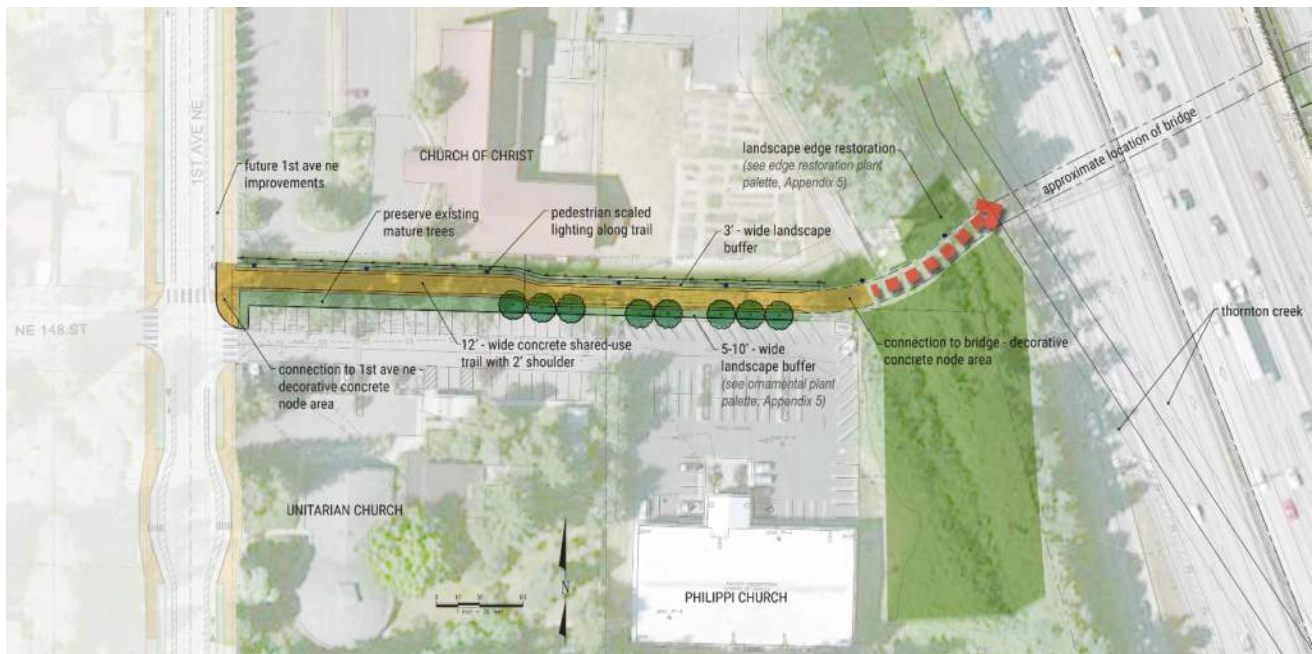 1ST AVE NE
future 1st ave ne
improvements
CHURCH OF CHRIST
preserve existing
mature trees
pedestrian scaled
lighting along trail
landscape edge restoration
(see edge restoration plant
palette, Appendix 5)
3' - wide landscape
buffer
approximate location of bridge
NE 148 ST
connection to 1st ave ne -
decorative concrete
node area
12' - wide concrete shared-use
trail with 2' shoulder
5-10' - wide
landscape buffer
(see ornamental plant
palette, Appendix 5)
connection to bridge - decorative
concrete node area
thornton creek
UNITARIAN CHURCH
N
PHILIPPI CHURCH